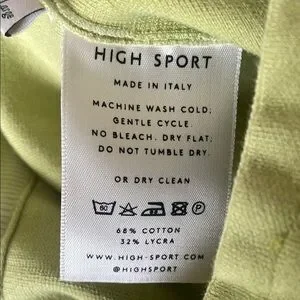 HIGH SPORT
MADE IN ITALY
MACHINE WASH COLD;
GENTLE CYCLE.
NO BLEACH. DRY FLAT.
DO NOT TUMBLE DRY.
OR DRY CLEAN
60
P
68% COTTON
32% LYCRA
WWW.HIGH-SPORT.COM
@HIGHSPORT